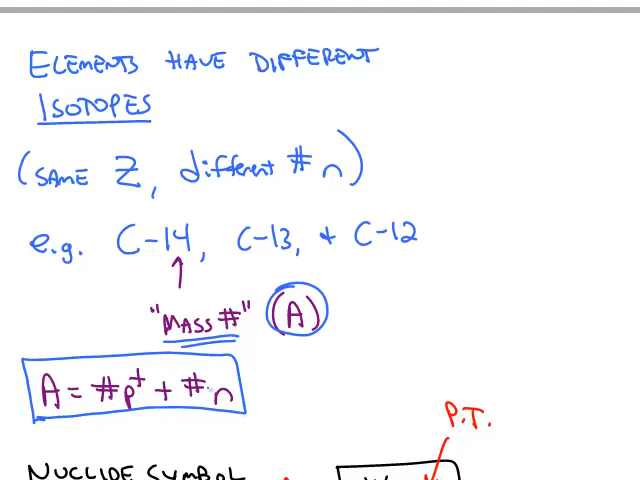 ELEMENTS HAVE DIFFERENT
ISOTOPES
(SAME Z, different # n)
e.g. C-14, C-13, & C-12
"MASS #" (A)
A = #p⁺ + #n
P.T.
NUCLIDE SYMBOL